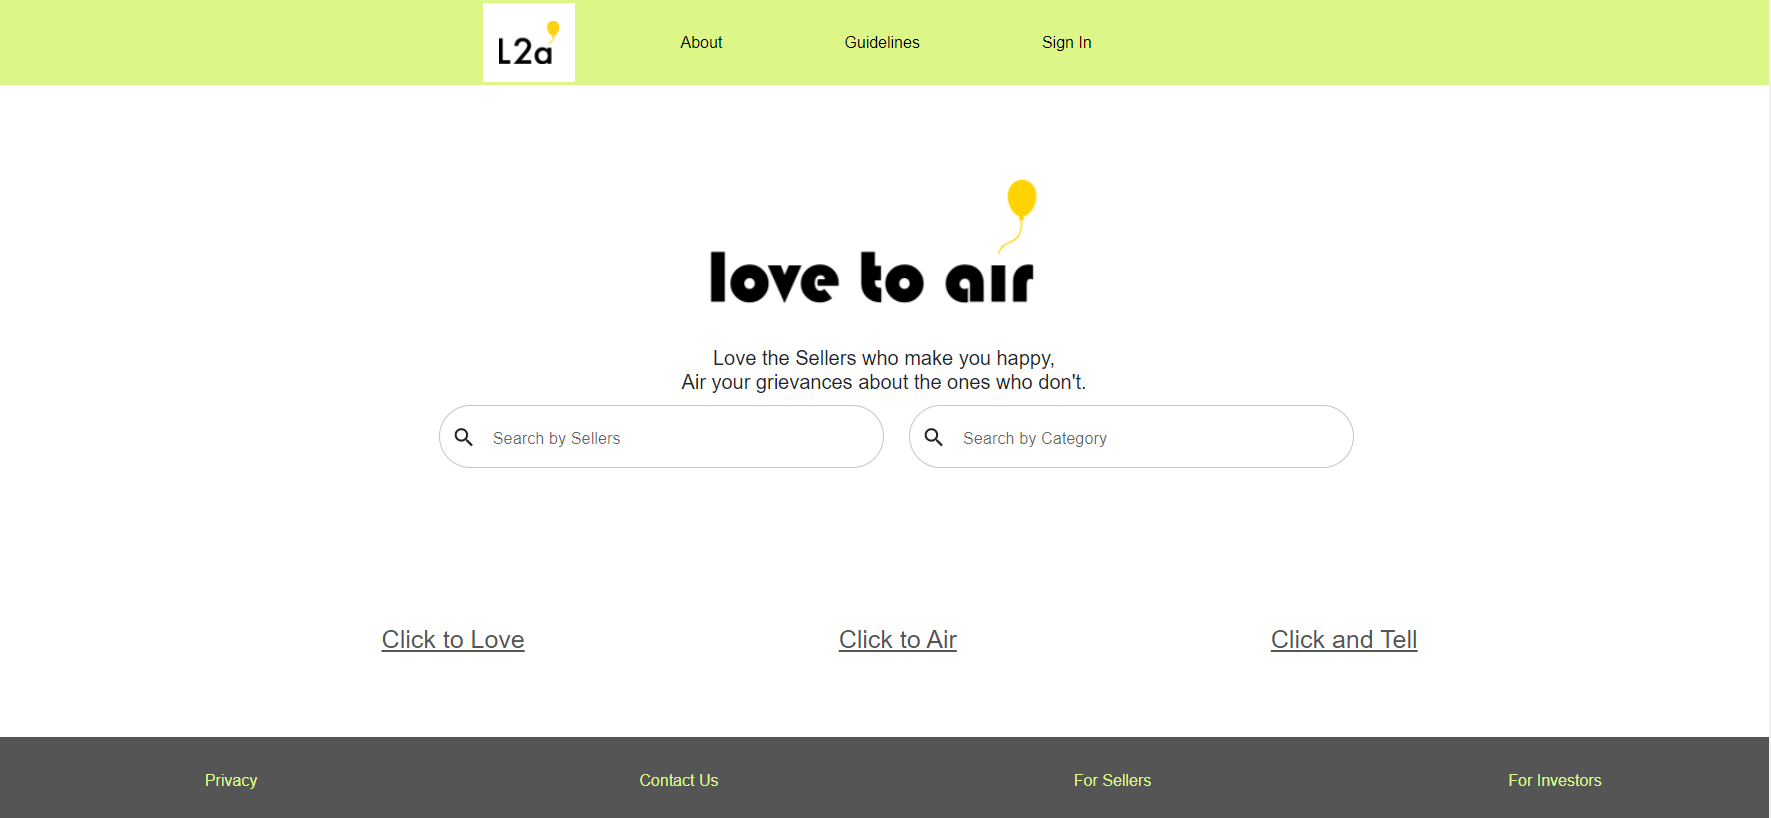 L2a
About
Guidelines
Sign In
love to air
Love the Sellers who make you happy,
Air your grievances about the ones who don't.
Search by Sellers
Search by Category
Click to Love
Click to Air
Click and Tell
Privacy
Contact Us
For Sellers
For Investors